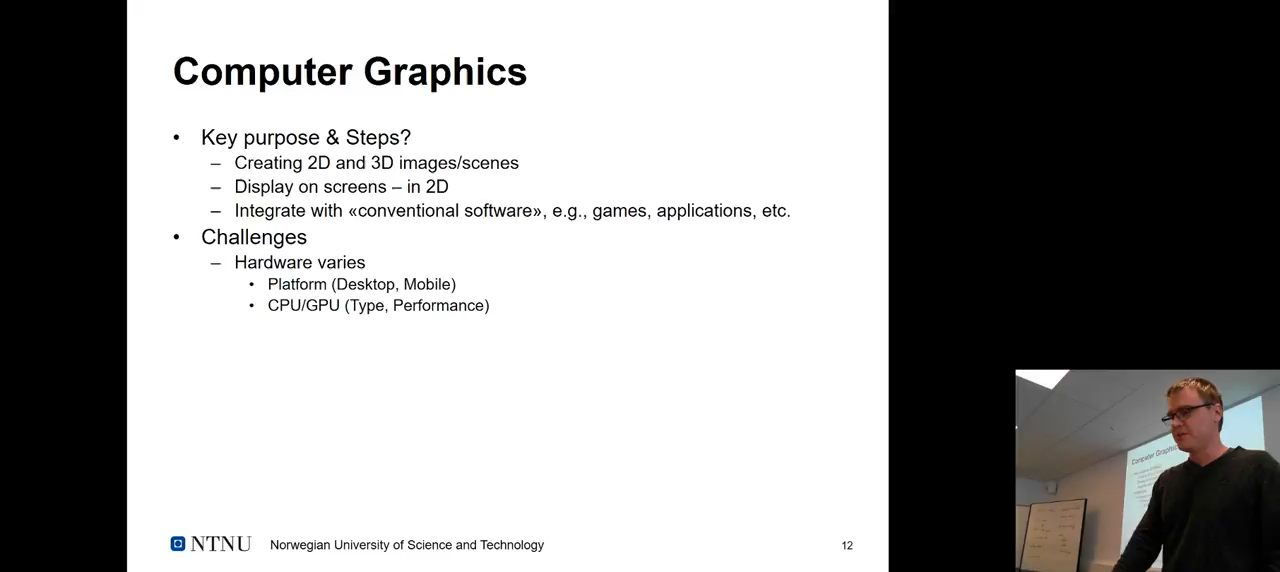 Computer Graphics
• Key purpose & Steps?
– Creating 2D and 3D images/scenes
– Display on screens – in 2D
– Integrate with «conventional software», e.g., games, applications, etc.
• Challenges
– Hardware varies
• Platform (Desktop, Mobile)
• CPU/GPU (Type, Performance)
NTNU Norwegian University of Science and Technology 12
Computer Graphic